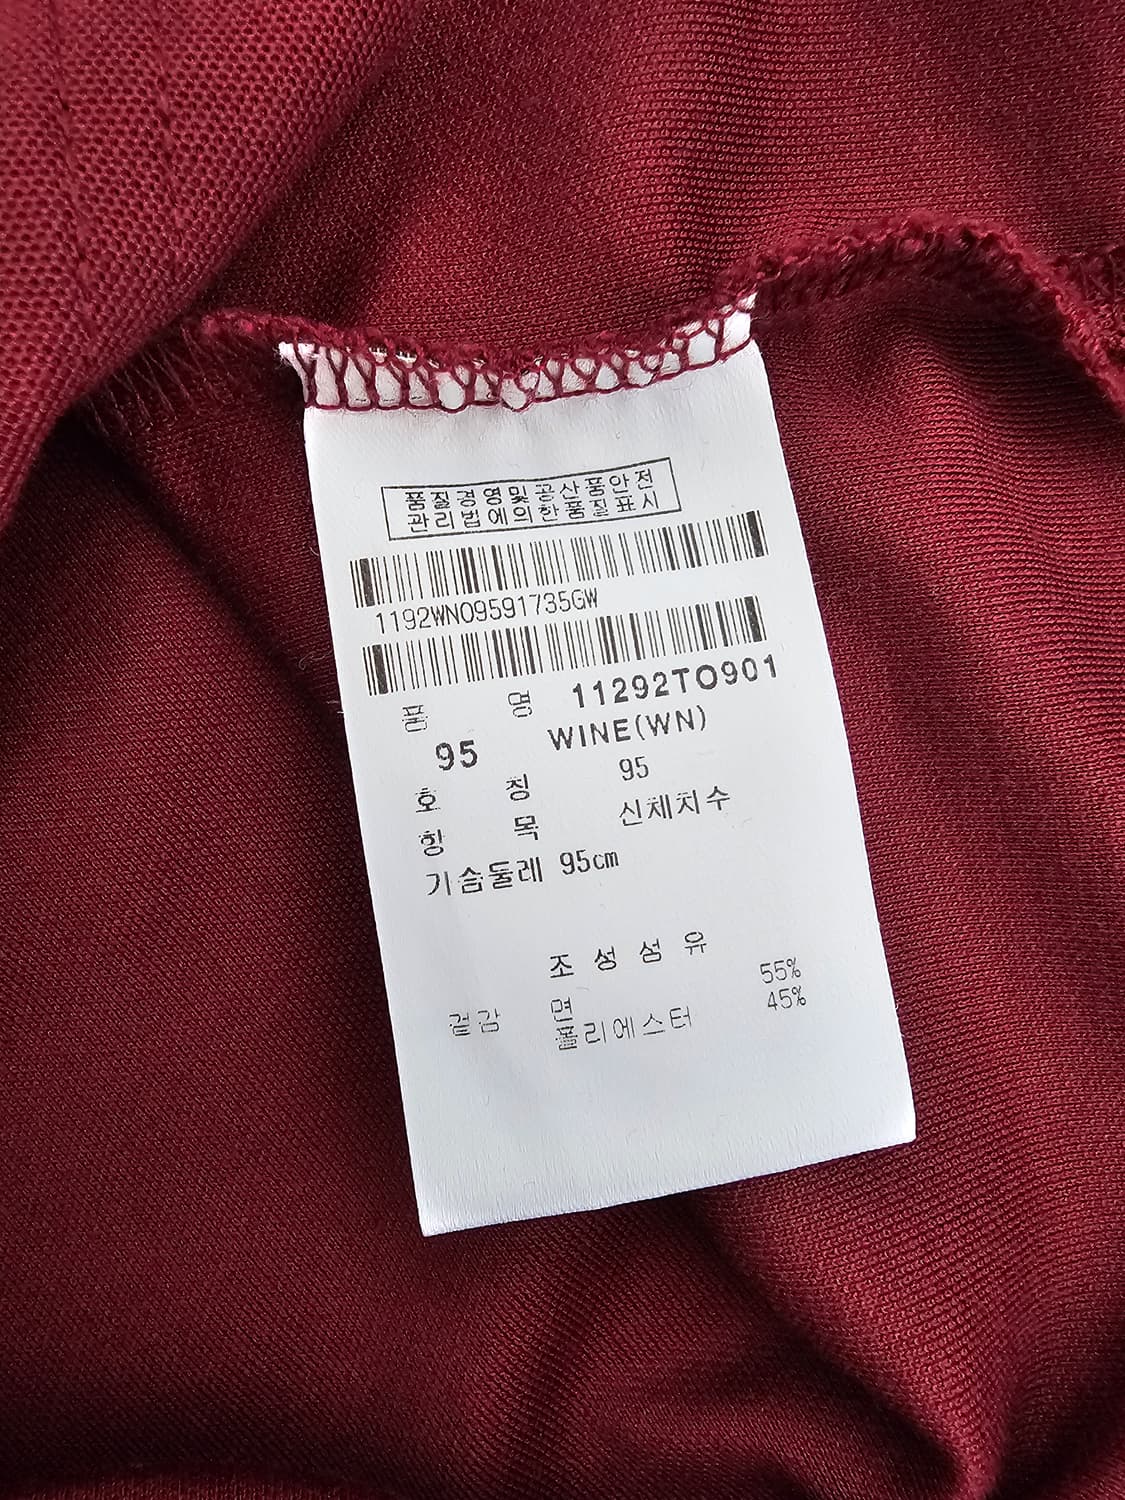 품질경영및공산품안전
관리법에의한품질표시
1192WN09591735GW
품 명 11292TO901
95 WINE(WN)
호 칭 95
항 목 신체치수
가슴둘레 95cm
조성섬유
겉감 면 55%
폴리에스터 45%